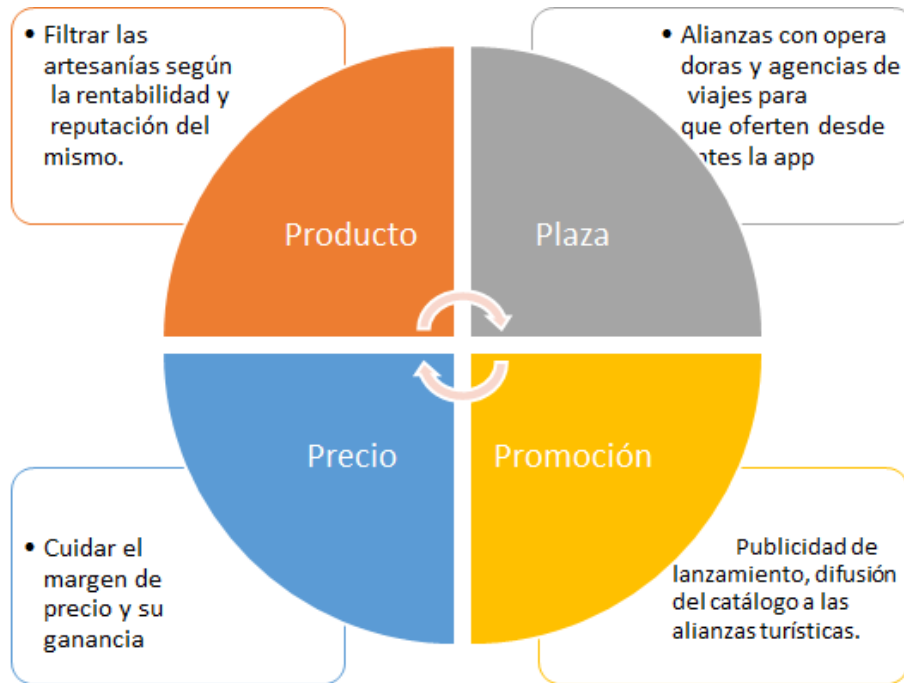 • Filtrar las
artesanías según
la rentabilidad y
reputación del
mismo.
• Alianzas con opera
doras y agencias de
viajes para
que oferten desde
ntes la app
Producto
Plaza
Precio
Promoción
• Cuidar el
margen de
precio y su
ganancia
Publicidad de
lanzamiento, difusión
del catálogo a las
alianzas turísticas.